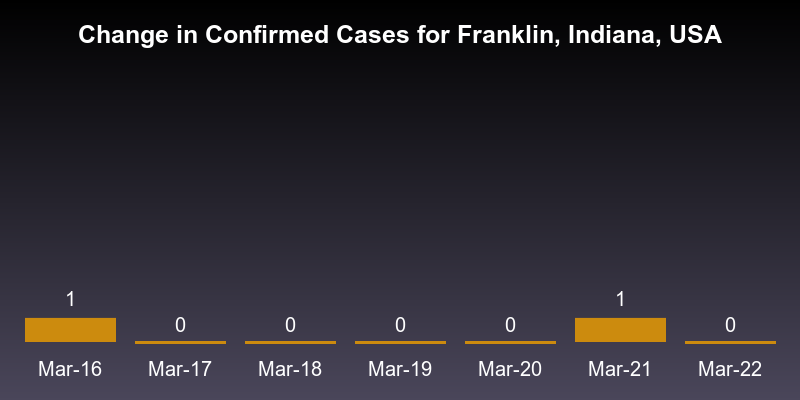 Change in Confirmed Cases for Franklin, Indiana, USA
1 0 0 0 0 1 0
Mar-16 Mar-17 Mar-18 Mar-19 Mar-20 Mar-21 Mar-22